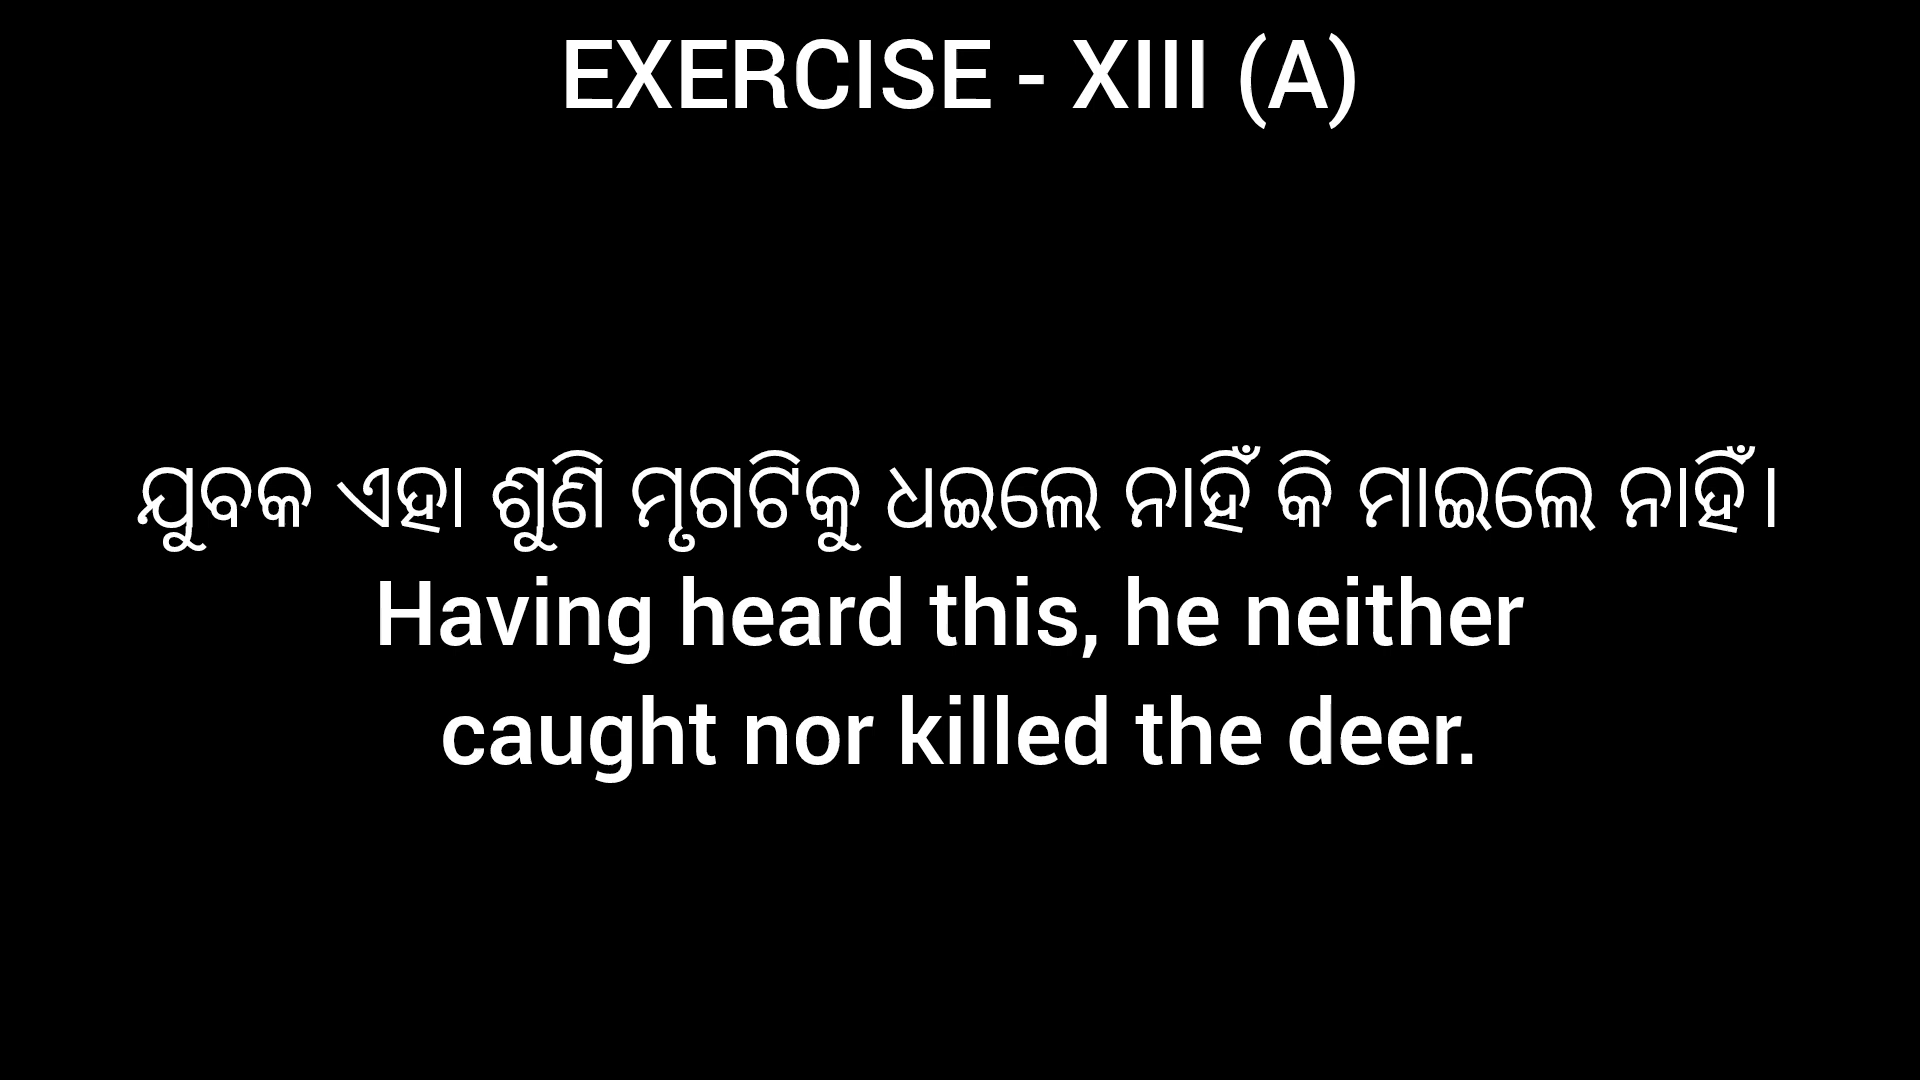 EXERCISE - XIII (A)
ଯୁବକ ଏହା ଶୁଣି ମୃଗଟିକୁ ଧଇଲେ ନାହିଁ କି ମାଇଲେ ନାହିଁ।
Having heard this, he neither
caught nor killed the deer.